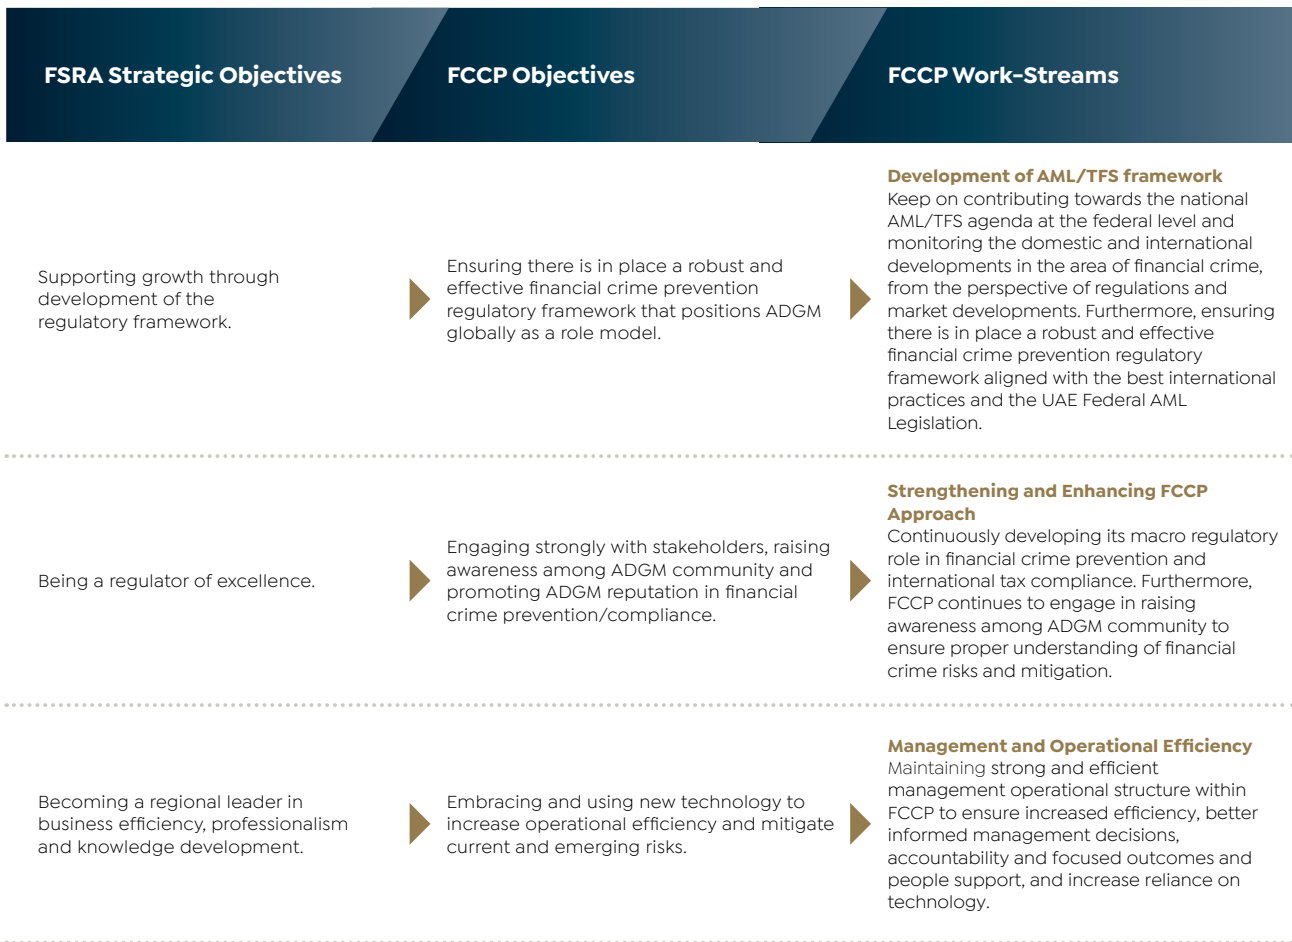 FSRA Strategic Objectives
FCCP Objectives
FCCP Work-Streams
Supporting growth through
development of the
regulatory framework.
Ensuring there is in place a robust and
effective financial crime prevention
regulatory framework that positions ADGM
globally as a role model.
Development of AML/TFS framework
Keep on contributing towards the national
AML/TFS agenda at the federal level and
monitoring the domestic and international
developments in the area of financial crime,
from the perspective of regulations and
market developments. Furthermore, ensuring
there is in place a robust and effective
financial crime prevention regulatory
framework aligned with the best international
practices and the UAE Federal AML
Legislation.
Being a regulator of excellence.
Engaging strongly with stakeholders, raising
awareness among ADGM community and
promoting ADGM reputation in financial
crime prevention/compliance.
Strengthening and Enhancing FCCP
Approach
Continuously developing its macro regulatory
role in financial crime prevention and
international tax compliance. Furthermore,
FCCP continues to engage in raising
awareness among ADGM community to
ensure proper understanding of financial
crime risks and mitigation.
Becoming a regional leader in
business efficiency, professionalism
and knowledge development.
Embracing and using new technology to
increase operational efficiency and mitigate
current and emerging risks.
Management and Operational Efficiency
Maintaining strong and efficient
management operational structure within
FCCP to ensure increased efficiency, better
informed management decisions,
accountability and focused outcomes and
people support, and increase reliance on
technology.